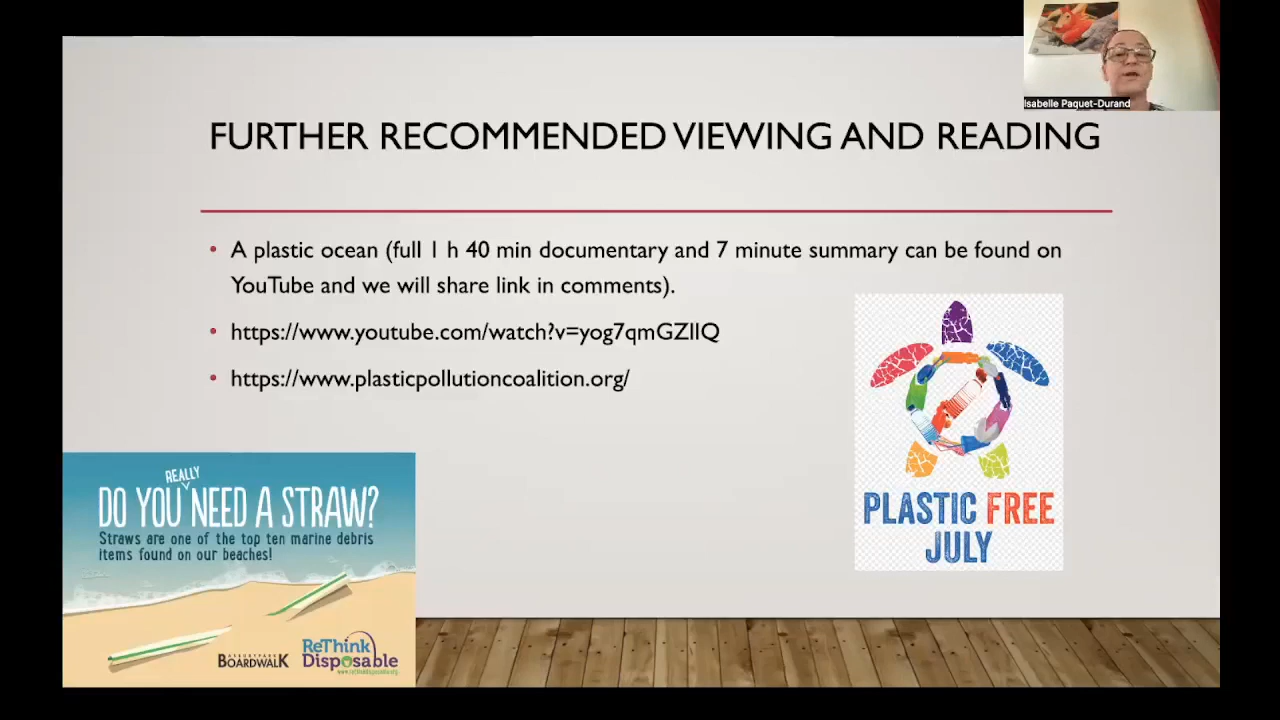 Isabelle Paquet-Durand
FURTHER RECOMMENDED VIEWING AND READING
• A plastic ocean (full 1 h 40 min documentary and 7 minute summary can be found on
YouTube and we will share link in comments).
• https://www.youtube.com/watch?v=yog7qmGZIlQ
• https://www.plasticpollutioncoalition.org/
PLASTIC FREE
JULY
REALLY
DO YOU NEED A STRAW?
Straws are one of the top ten marine debris
items found on our beaches!
BOARDWALK
ReThink
Disposable